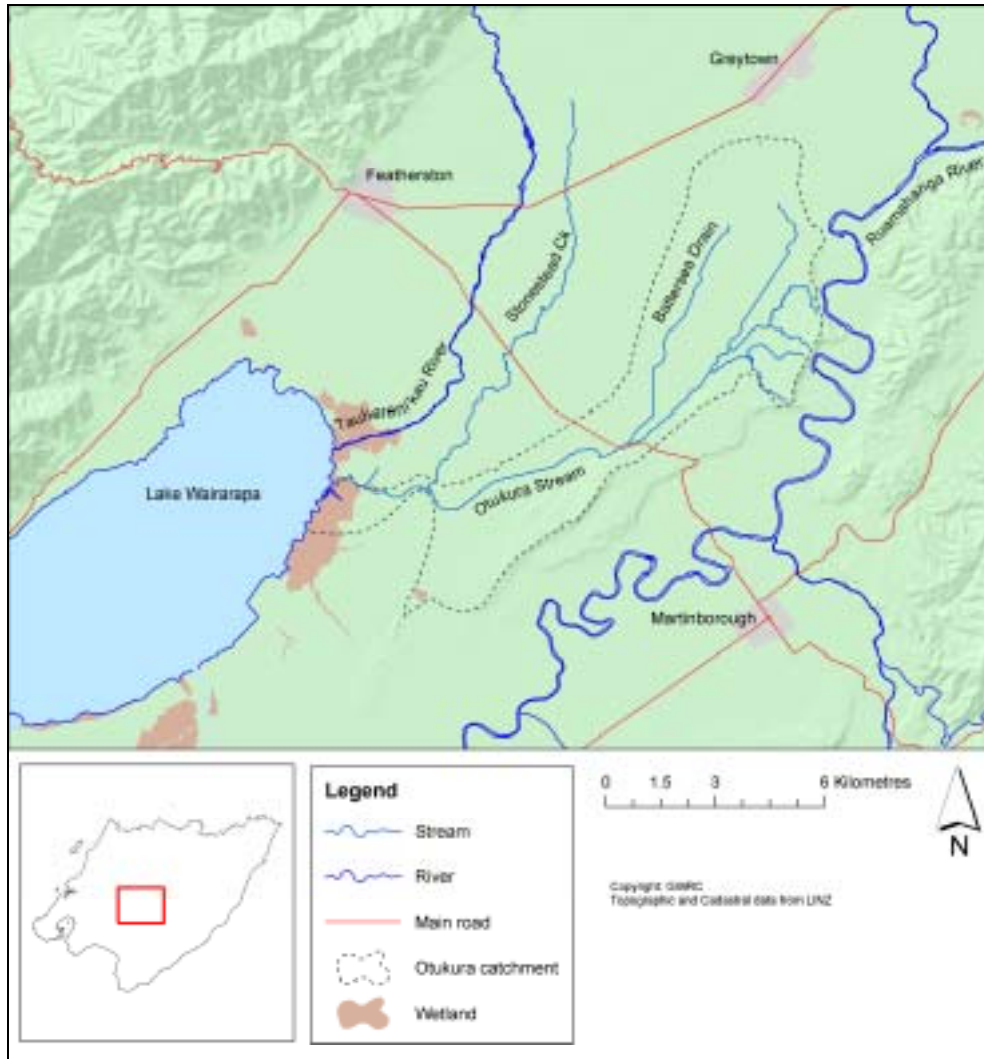 Greytown
Featherston
Ruamahanga River
Battersea Drain
Stonestead Ck
Tauherenikau River
Lake Wairarapa
Otukura Stream
Martinborough
Legend
Stream
River
Main road
Otukura catchment
Wetland
0 1.5 3 6 Kilometres
N
Copyright: GWRC
Topographic and Cadastral data from LINZ